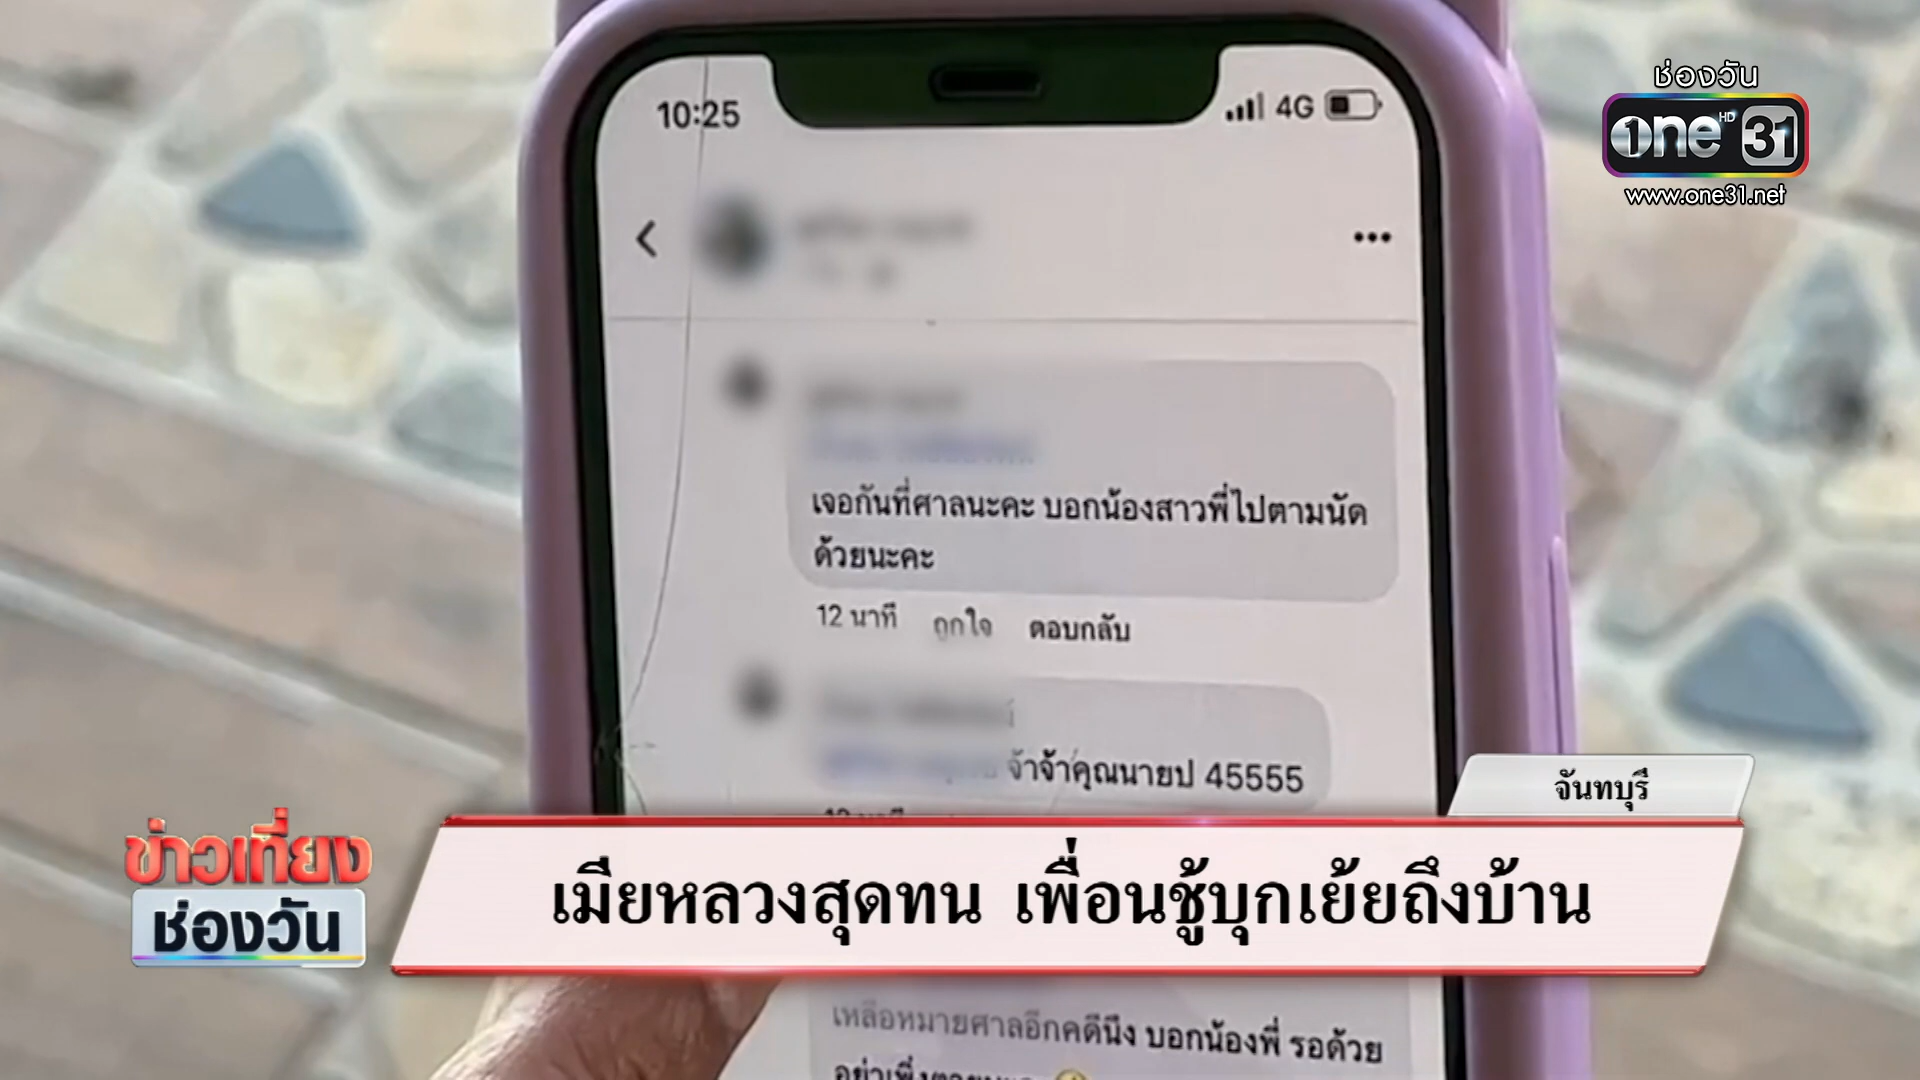 ช่องวัน
one HD 31
www.one31.net
10:25
4G
เจอกันที่ศาลนะคะ บอกน้องสาวพี่ไปตามนัด
ด้วยนะคะ
12 นาที ถูกใจ ตอบกลับ
จ้าจ้าคุณนายป 45555
จันทบุรี
ข่าวเที่ยง
ช่องวัน
เมียหลวงสุดทน เพื่อนชู้บุกเย้ยถึงบ้าน
เหลือหมายศาลอีกคดีนึง บอกน้องพี่ รอด้วย